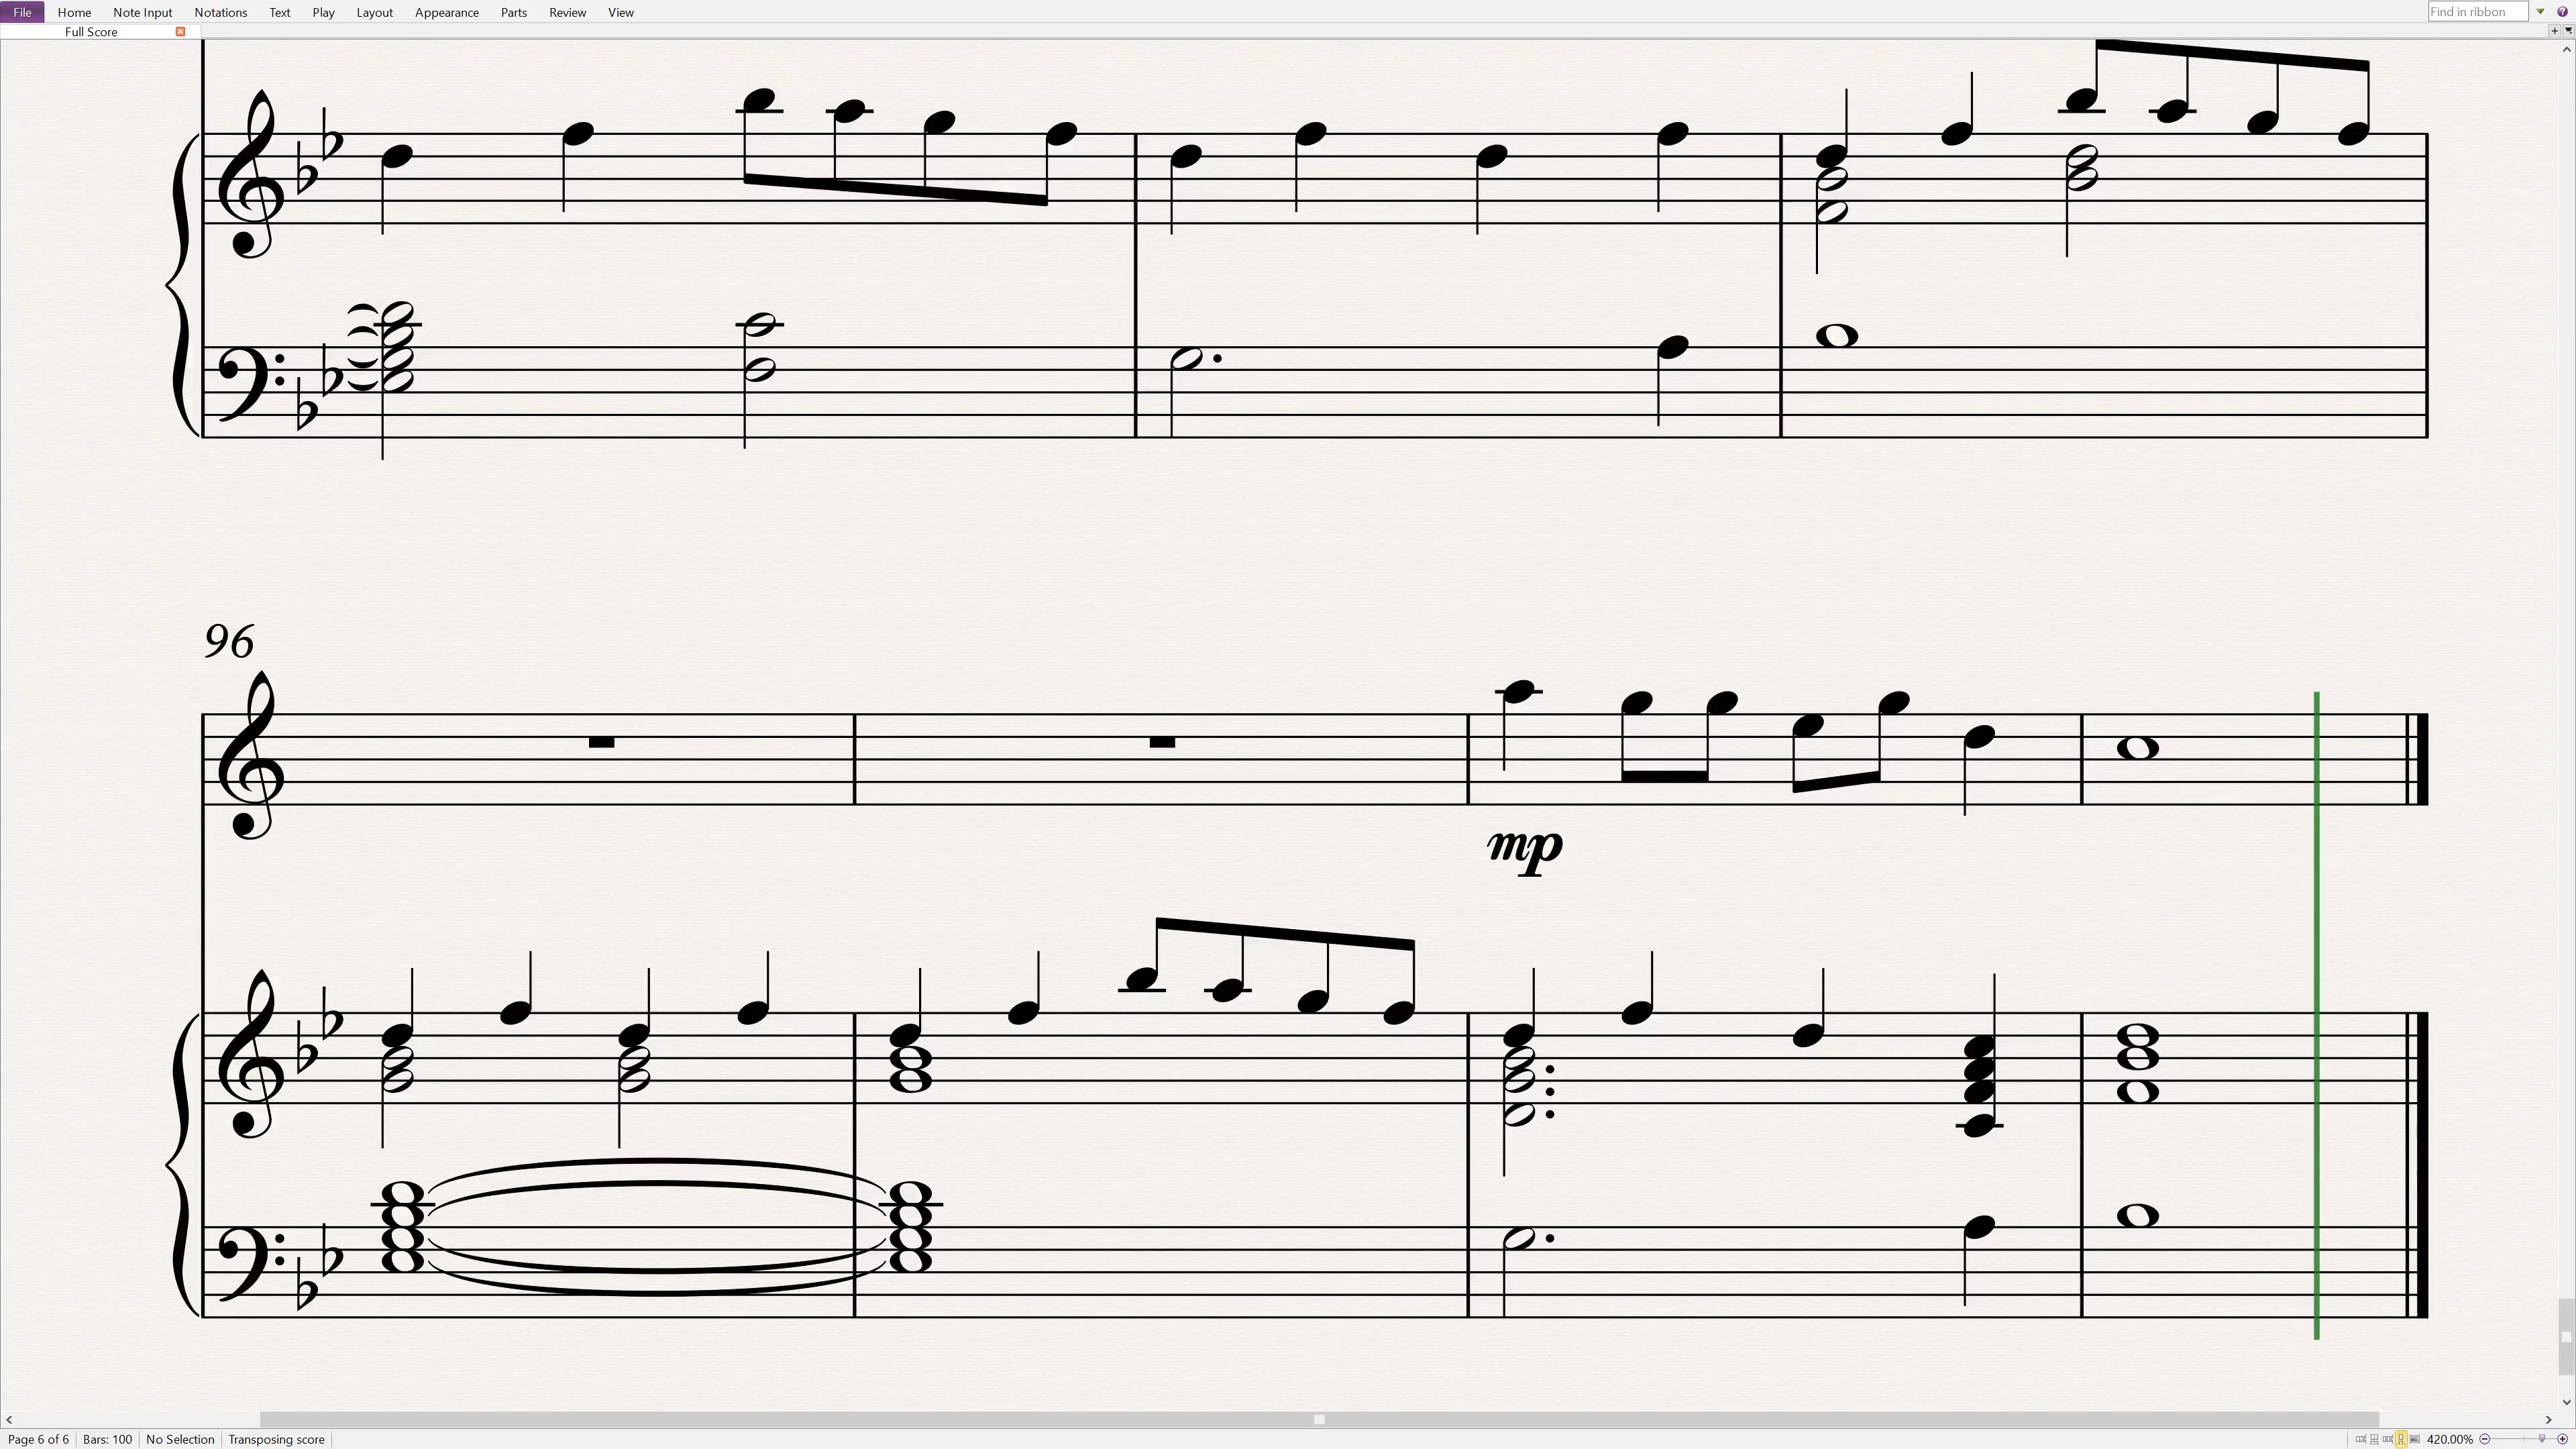 File Home Note Input Notations Text Play Layout Appearance Parts Review View Find in ribbon
Full Score
96
mp
Page 6 of 6 Bars: 100 No Selection Transposing score 420.00%